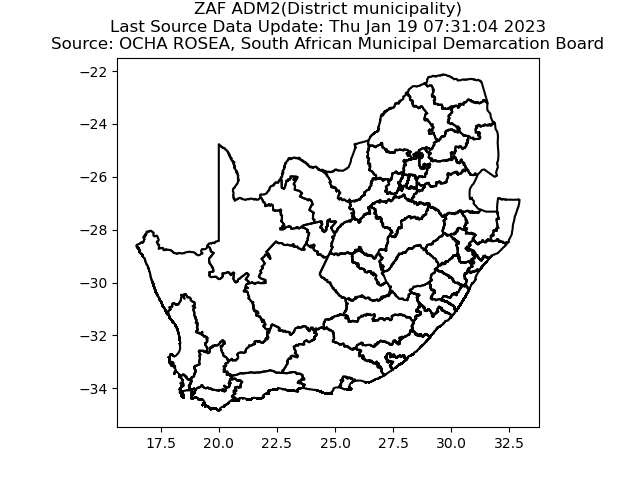 ZAF ADM2(District municipality)
Last Source Data Update: Thu Jan 19 07:31:04 2023
Source: OCHA ROSEA, South African Municipal Demarcation Board
−22
−24
−26
−28
−30
−32
−34
17.5 20.0 22.5 25.0 27.5 30.0 32.5